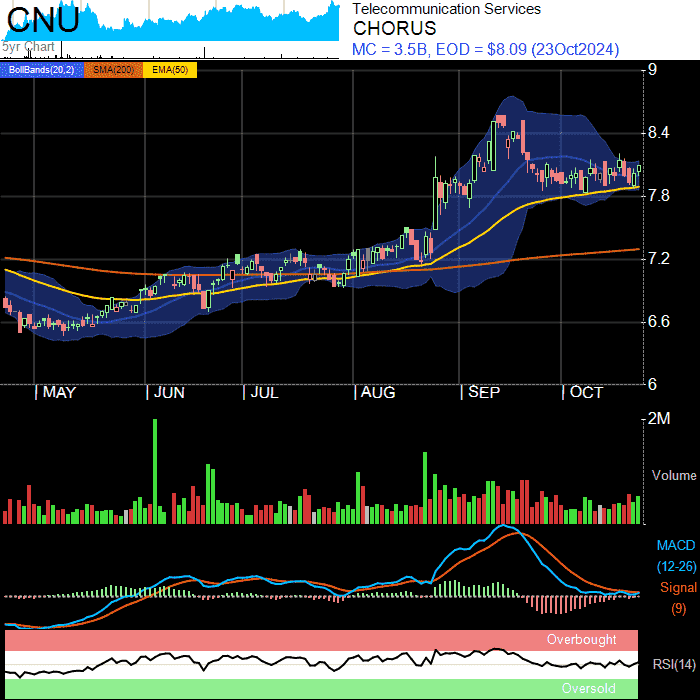 CNU
5yr Chart
Telecommunication Services
CHORUS
MC = 3.5B, EOD = $8.09 (23Oct2024)
BollBands(20,2) SMA(200) EMA(50)
9
8.4
7.8
7.2
6.6
6
MAY JUN JUL AUG SEP OCT
2M
Volume
MACD
(12-26)
Signal
(9)
Overbought
RSI(14)
Oversold